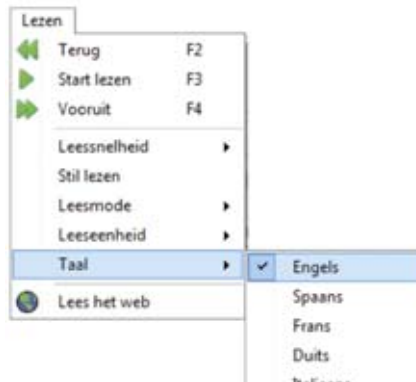 Lezen
Terug F2
Start lezen F3
Vooruit F4
Leessnelheid
Stil lezen
Leesmode
Leeseenheid
Taal
Engels
Lees het web
Spaans
Frans
Duits